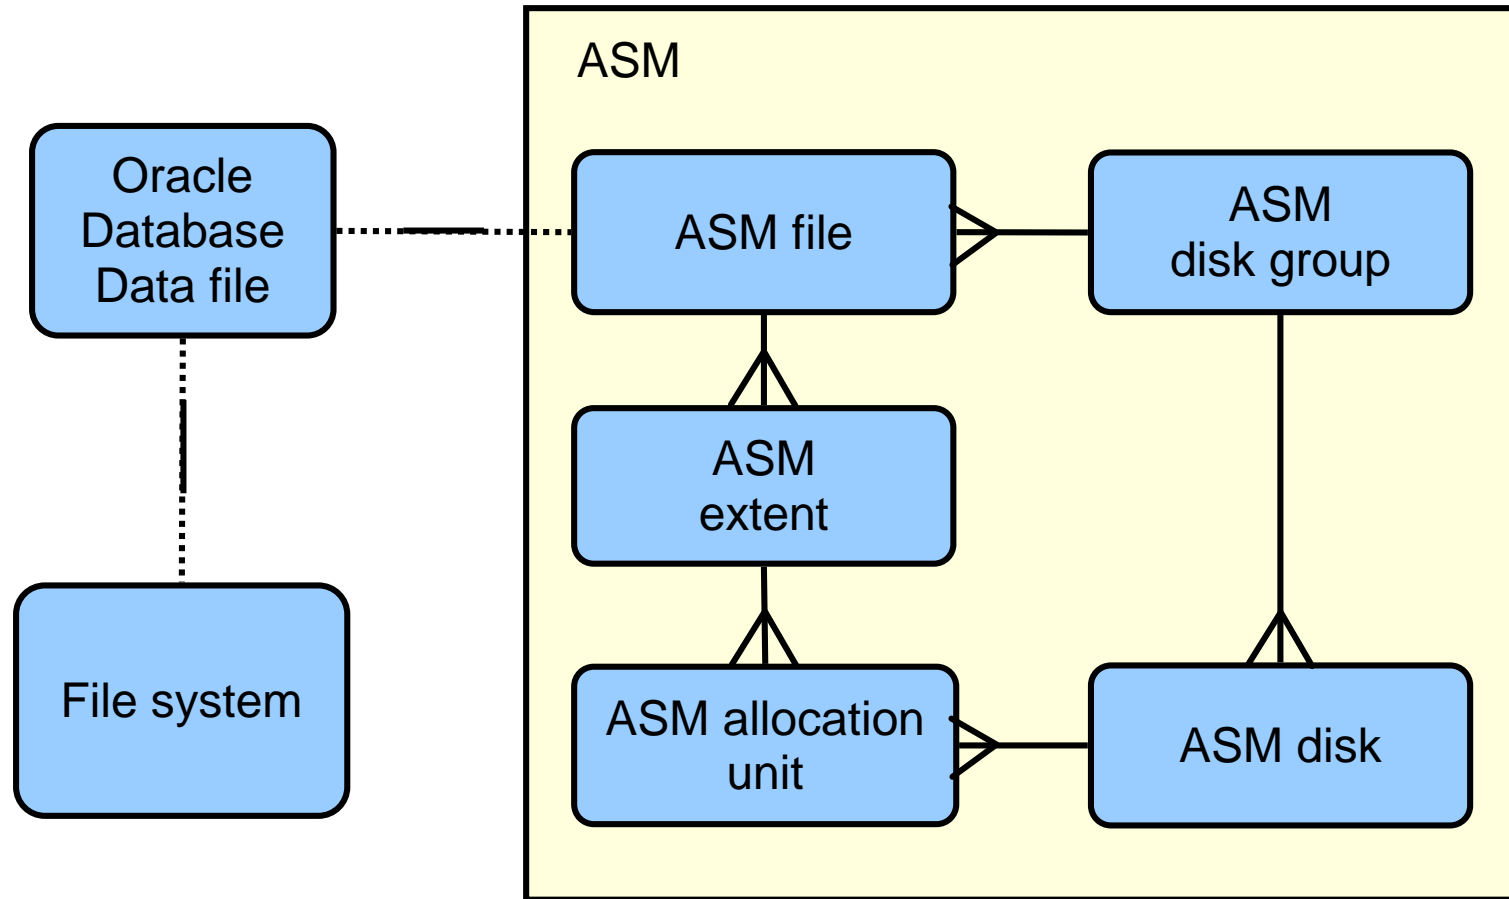 ASM
Oracle
Database
Data file
ASM file
ASM
disk group
ASM
extent
File system
ASM allocation
unit
ASM disk